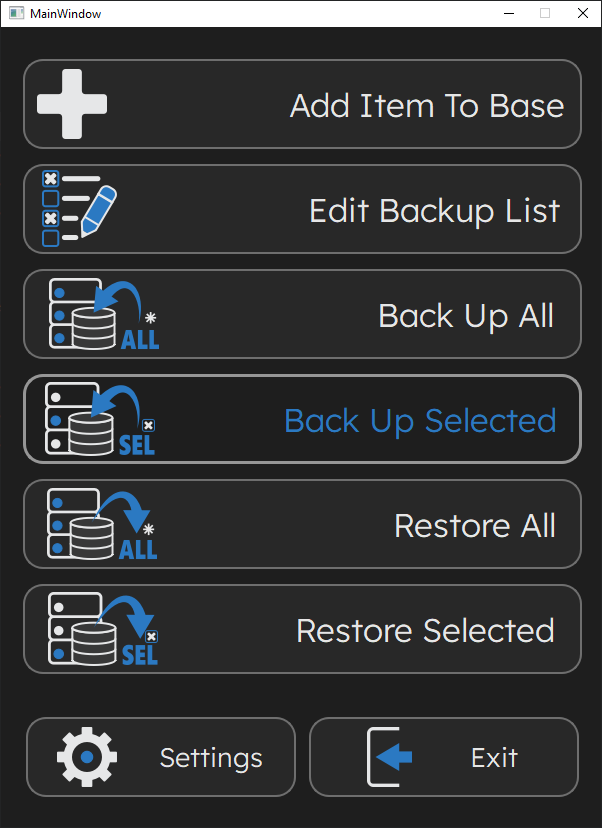 MainWindow
Add Item To Base
Edit Backup List
ALL
Back Up All
SEL
Back Up Selected
ALL
Restore All
SEL
Restore Selected
Settings
Exit